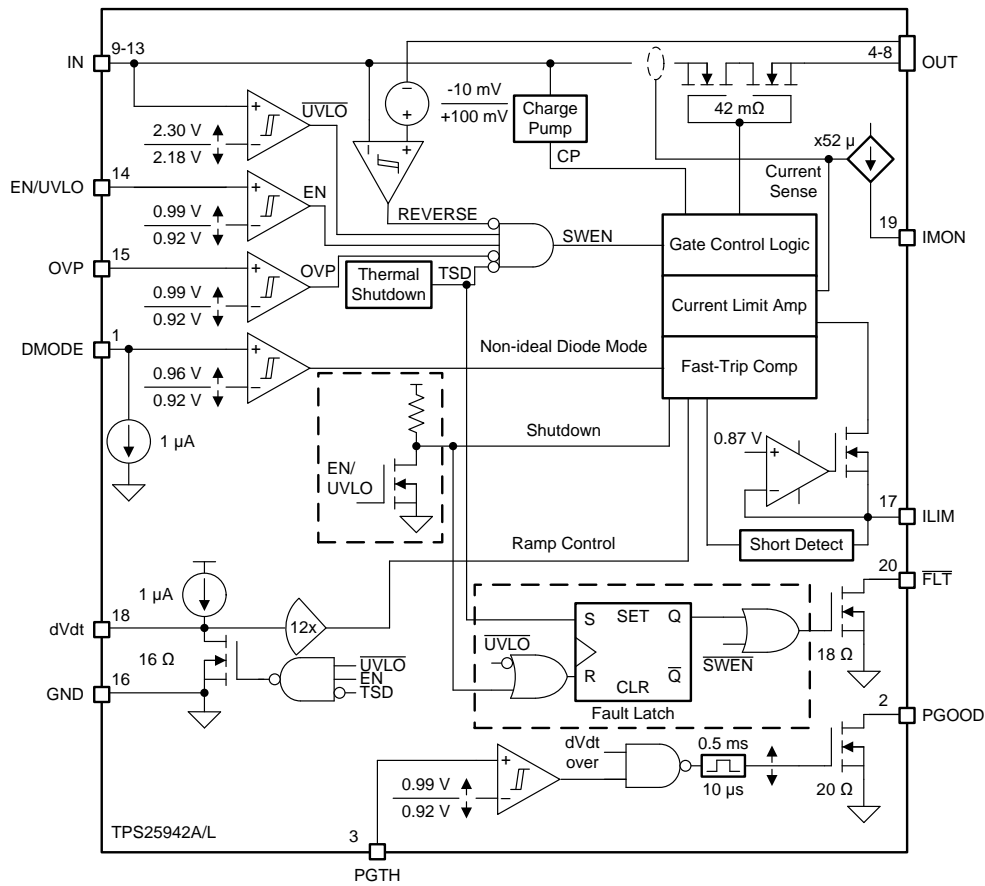 IN
9-13
4-8
OUT
-10 mV
+100 mV
Charge
Pump
CP
42 mΩ
x52 µ
Current
Sense
UVLO
2.30 V
2.18 V
14
EN/UVLO
EN
0.99 V
0.92 V
REVERSE
SWEN
Gate Control Logic
19
IMON
15
OVP
OVP
0.99 V
0.92 V
Thermal
Shutdown
TSD
Current Limit Amp
1
DMODE
0.96 V
0.92 V
Non-ideal Diode Mode
Fast-Trip Comp
1 µA
Shutdown
EN/
UVLO
0.87 V
17
ILIM
Short Detect
Ramp Control
20
FLT
1 µA
18
dVdt
12x
16 Ω
16
GND
UVLO
EN
TSD
UVLO
S
SET
Q
R
CLR
Q
SWEN
Fault Latch
18 Ω
2
PGOOD
dVdt
over
0.5 ms
10 µs
20 Ω
0.99 V
0.92 V
TPS25942A/L
3
PGTH
+
−
+
−
+
−
+
−
+
−
+
−
+
−
−
+